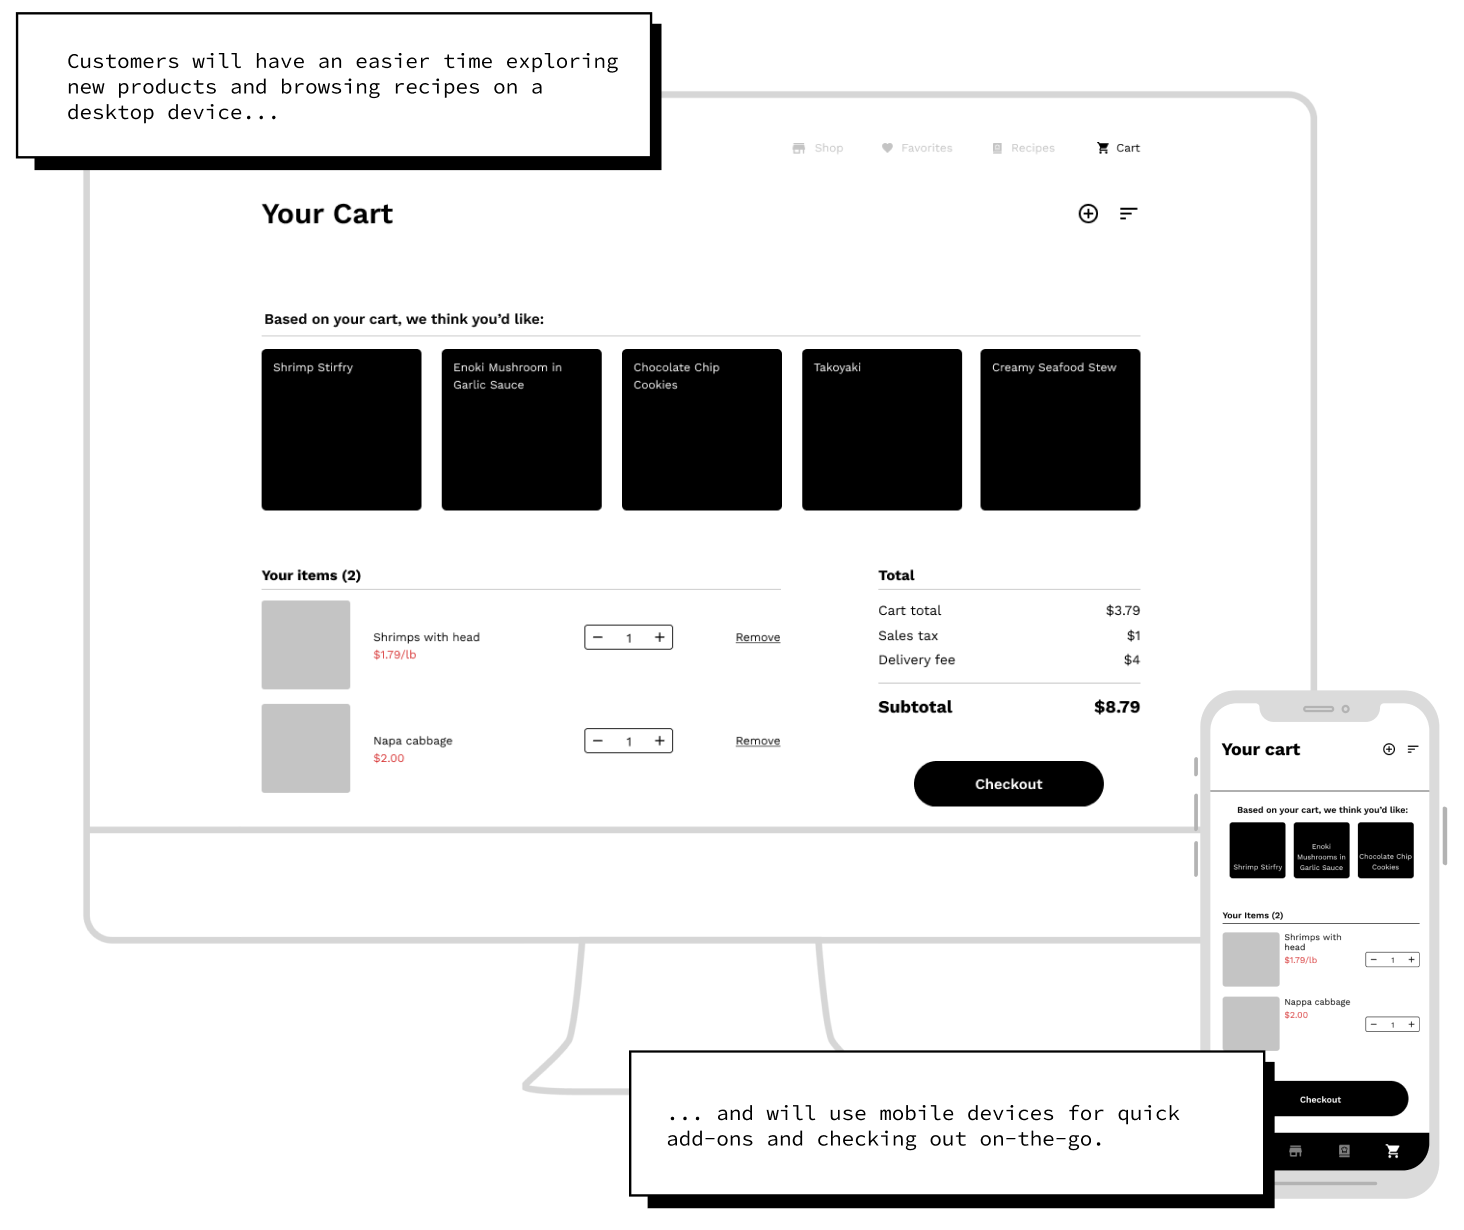 Customers will have an easier time exploring
new products and browsing recipes on a
desktop device...
Shop Favorites Recipes Cart
Your Cart
Based on your cart, we think you’d like:
Shrimp Stirfry
Enoki Mushroom in
Garlic Sauce
Chocolate Chip
Cookies
Takoyaki
Creamy Seafood Stew
Your items (2)
Shrimps with head
$1.79/lb
1
Remove
Napa cabbage
$2.00
1
Remove
Total
Cart total $3.79
Sales tax $1
Delivery fee $4
Subtotal $8.79
Checkout
Your cart
Based on your cart, we think you’d like:
Shrimp Stirfry
Enoki
Mushrooms in
Garlic Sauce
Chocolate Chip
Cookies
Your Items (2)
Shrimps with
head
$1.79/lb
1
Nappa cabbage
$2.00
1
Checkout
... and will use mobile devices for quick
add-ons and checking out on-the-go.